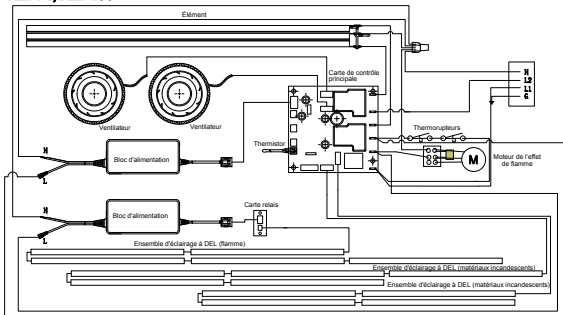 Élément
Carte de contrôle
principale
N
L2
L1
G
Ventilateur
Ventilateur
Thermorupteurs
N
Bloc d'alimentation
L
Thermistor
M
Moteur de l'effet
de flamme
N
Bloc d'alimentation
L
Carte relais
Ensemble d'éclairage à DEL (flamme)
Ensemble d'éclairage à DEL (matériaux incandescents)
Ensemble d'éclairage à DEL (matériaux incandescents)